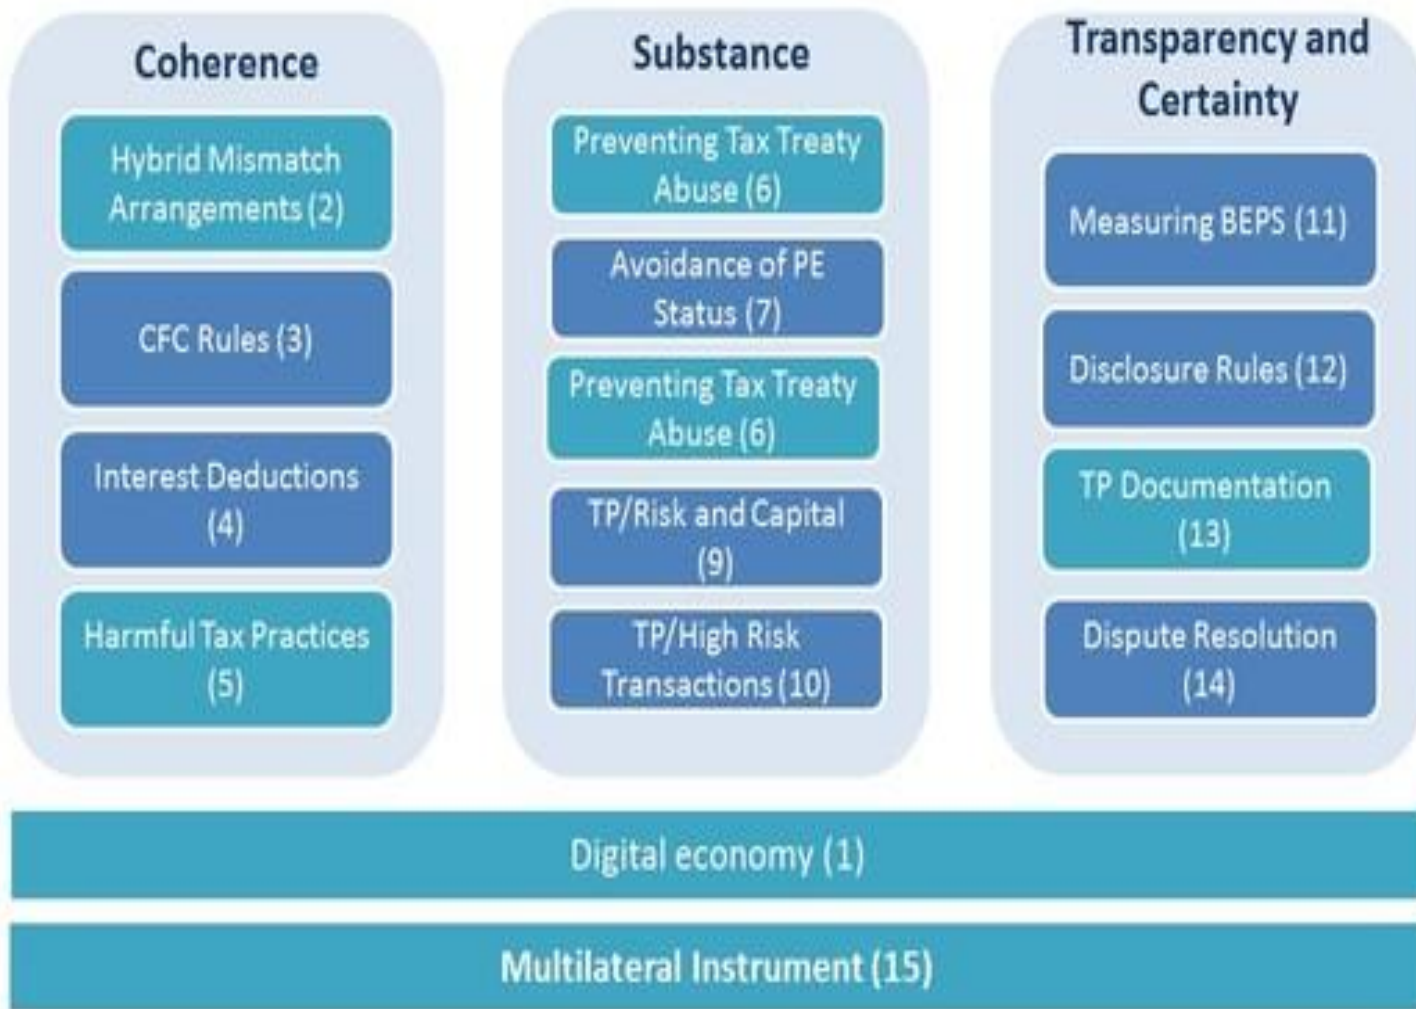 Coherence
Hybrid Mismatch
Arrangements (2)
CFC Rules (3)
Interest Deductions
(4)
Harmful Tax Practices
(5)
Substance
Preventing Tax Treaty
Abuse (6)
Avoidance of PE
Status (7)
Preventing Tax Treaty
Abuse (6)
TP/Risk and Capital
(9)
TP/High Risk
Transactions (10)
Transparency and
Certainty
Measuring BEPS (11)
Disclosure Rules (12)
TP Documentation
(13)
Dispute Resolution
(14)
Digital economy (1)
Multilateral Instrument (15)